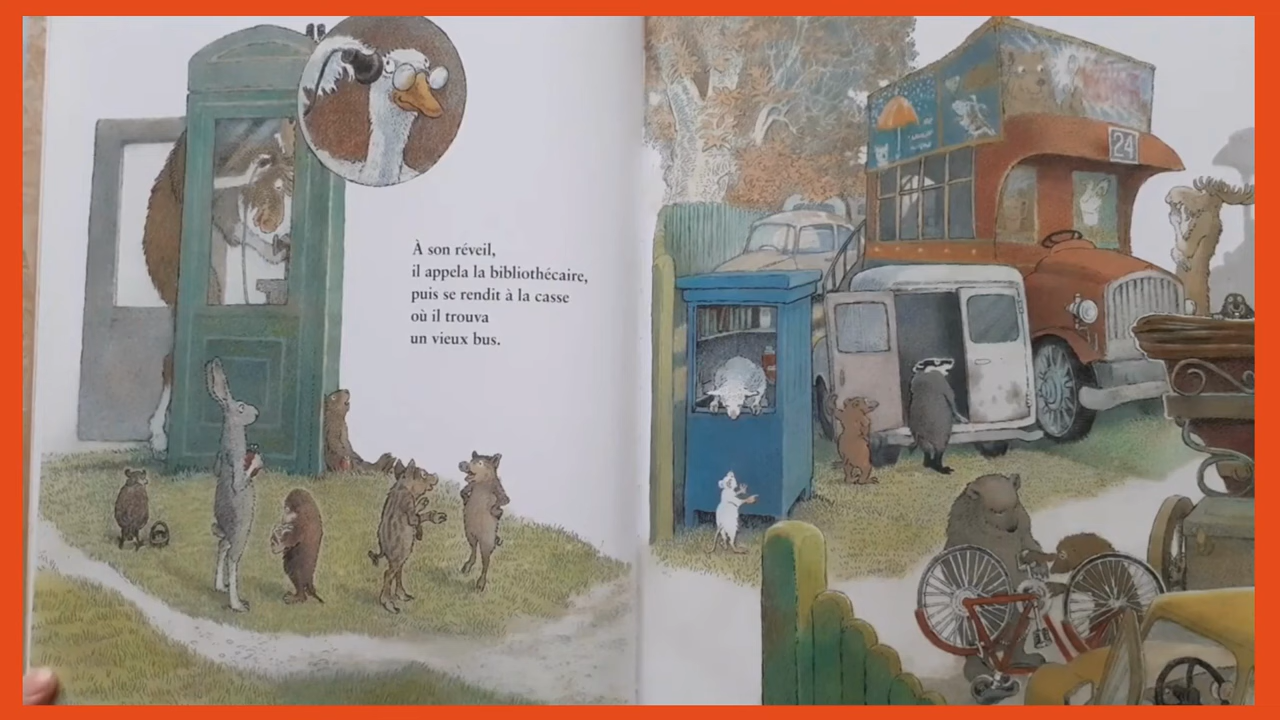 À son réveil,
il appela la bibliothécaire,
puis se rendit à la casse
où il trouva
un vieux bus.
24